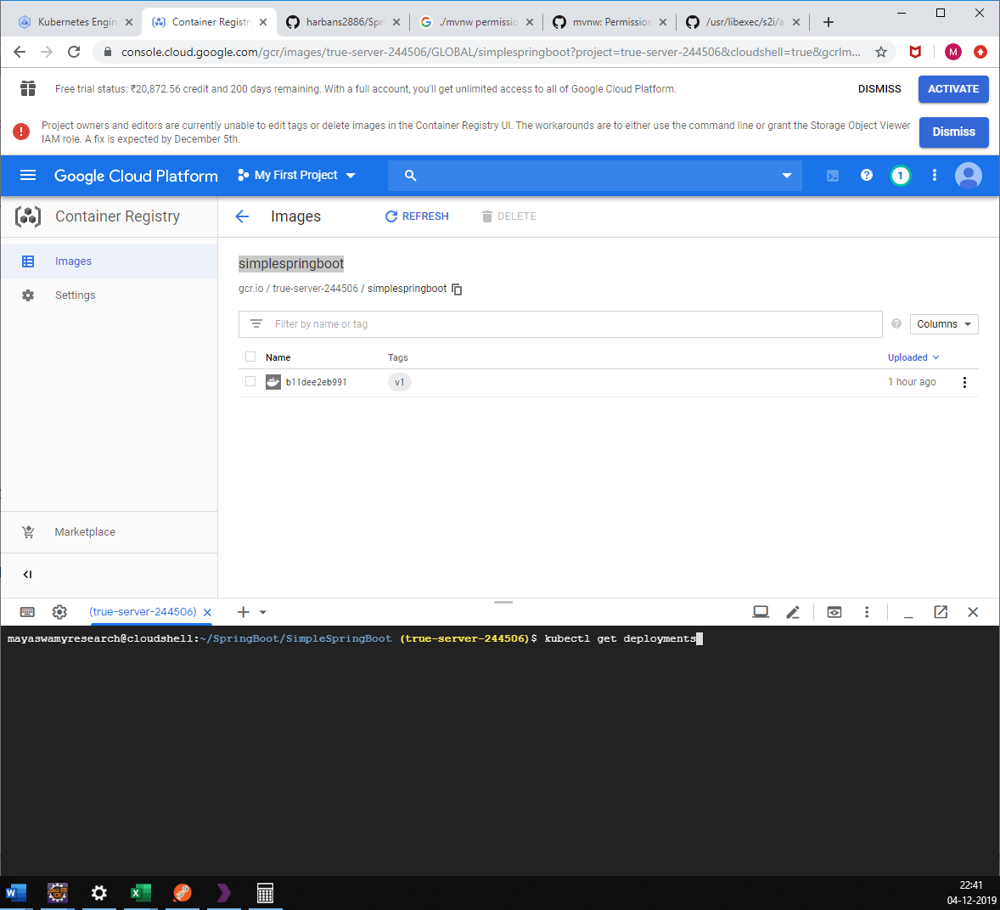 Kubernetes Engin
Container Registr
harbans2886/Spr
./mvnw permissio
mvnw: Permission
/usr/libexec/s2i/a
console.cloud.google.com/gcr/images/true-server-244506/GLOBAL/simplespringboot?project=true-server-244506&cloudshell=true&gcrIm...
M
Free trial status: ₹20,872.56 credit and 200 days remaining. With a full account, you'll get unlimited access to all of Google Cloud Platform.
DISMISS
ACTIVATE
Project owners and editors are currently unable to edit tags or delete images in the Container Registry UI. The workarounds are to either use the command line or grant the Storage Object Viewer
IAM role. A fix is expected by December 5th.
Dismiss
Google Cloud Platform
My First Project
1
Container Registry
Images
REFRESH
DELETE
Images
Settings
simplespringboot
gcr.io / true-server-244506 / simplespringboot
Filter by name or tag
Columns
Name
Tags
Uploaded
b11dee2eb991
v1
1 hour ago
Marketplace
(true-server-244506)
mayaswamyresearch@cloudshell:~/SpringBoot/SimpleSpringBoot (true-server-244506)$ kubectl get deployments
22:41
04-12-2019